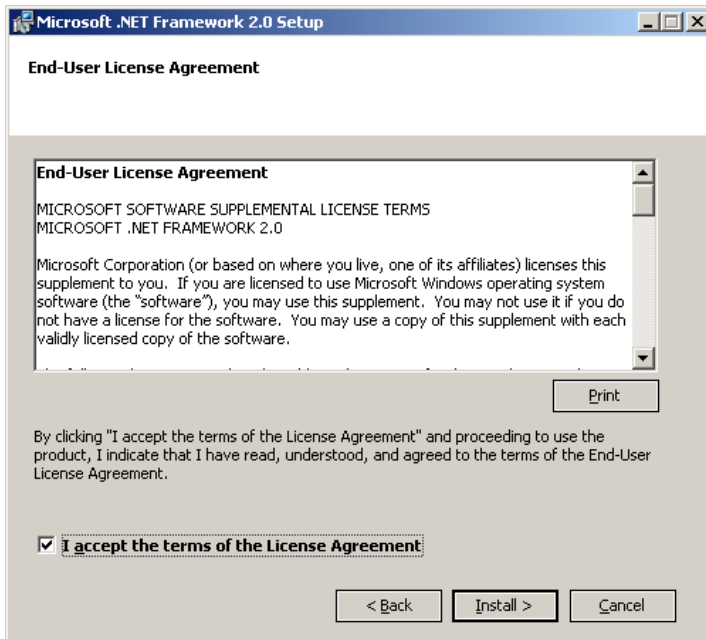 Microsoft .NET Framework 2.0 Setup
End-User License Agreement
End-User License Agreement
MICROSOFT SOFTWARE SUPPLEMENTAL LICENSE TERMS
MICROSOFT .NET FRAMEWORK 2.0
Microsoft Corporation (or based on where you live, one of its affiliates) licenses this
supplement to you.  If you are licensed to use Microsoft Windows operating system
software (the “software”), you may use this supplement.  You may not use it if you do
not have a license for the software.  You may use a copy of this supplement with each
validly licensed copy of the software.
Print
By clicking "I accept the terms of the License Agreement" and proceeding to use the
product, I indicate that I have read, understood, and agreed to the terms of the End-User
License Agreement.
I accept the terms of the License Agreement
< Back
Install >
Cancel